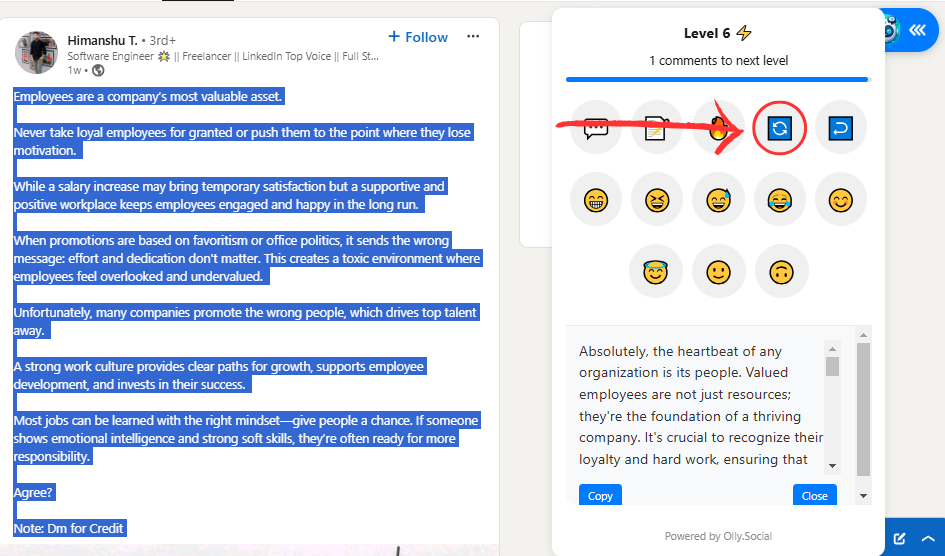 Himanshu T. • 3rd+
Software Engineer 🌟 || Freelancer || LinkedIn Top Voice || Full St...
1w •
+ Follow
Employees are a company's most valuable asset.
Never take loyal employees for granted or push them to the point where they lose
motivation.
While a salary increase may bring temporary satisfaction but a supportive and
positive workplace keeps employees engaged and happy in the long run.
When promotions are based on favoritism or office politics, it sends the wrong
message: effort and dedication don't matter. This creates a toxic environment where
employees feel overlooked and undervalued.
Unfortunately, many companies promote the wrong people, which drives top talent
away.
A strong work culture provides clear paths for growth, supports employee
development, and invests in their success.
Most jobs can be learned with the right mindset—give people a chance. If someone
shows emotional intelligence and strong soft skills, they're often ready for more
responsibility.
Agree?
Note: Dm for Credit
Level 6 ⚡
1 comments to next level
Absolutely, the heartbeat of any
organization is its people. Valued
employees are not just resources;
they're the foundation of a thriving
company. It's crucial to recognize their
loyalty and hard work, ensuring that
Copy
Close
Powered by Olly.Social